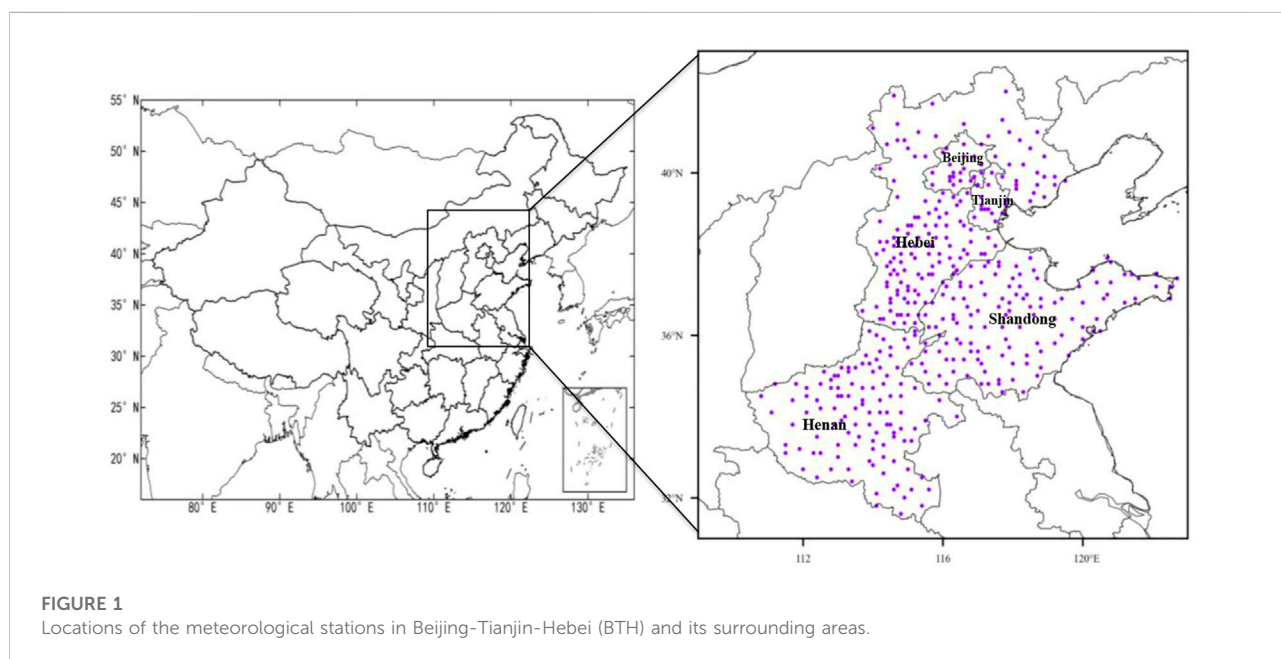 55° N
50° N
45° N
40° N
35° N
30° N
25° N
20° N
80° E
90° E
100° E
110° E
120° E
130° E
40°N
36°N
32°N
112
116
120°E
Beijing
Tianjin
Hebei
Shandong
Henan
FIGURE 1
Locations of the meteorological stations in Beijing-Tianjin-Hebei (BTH) and its surrounding areas.